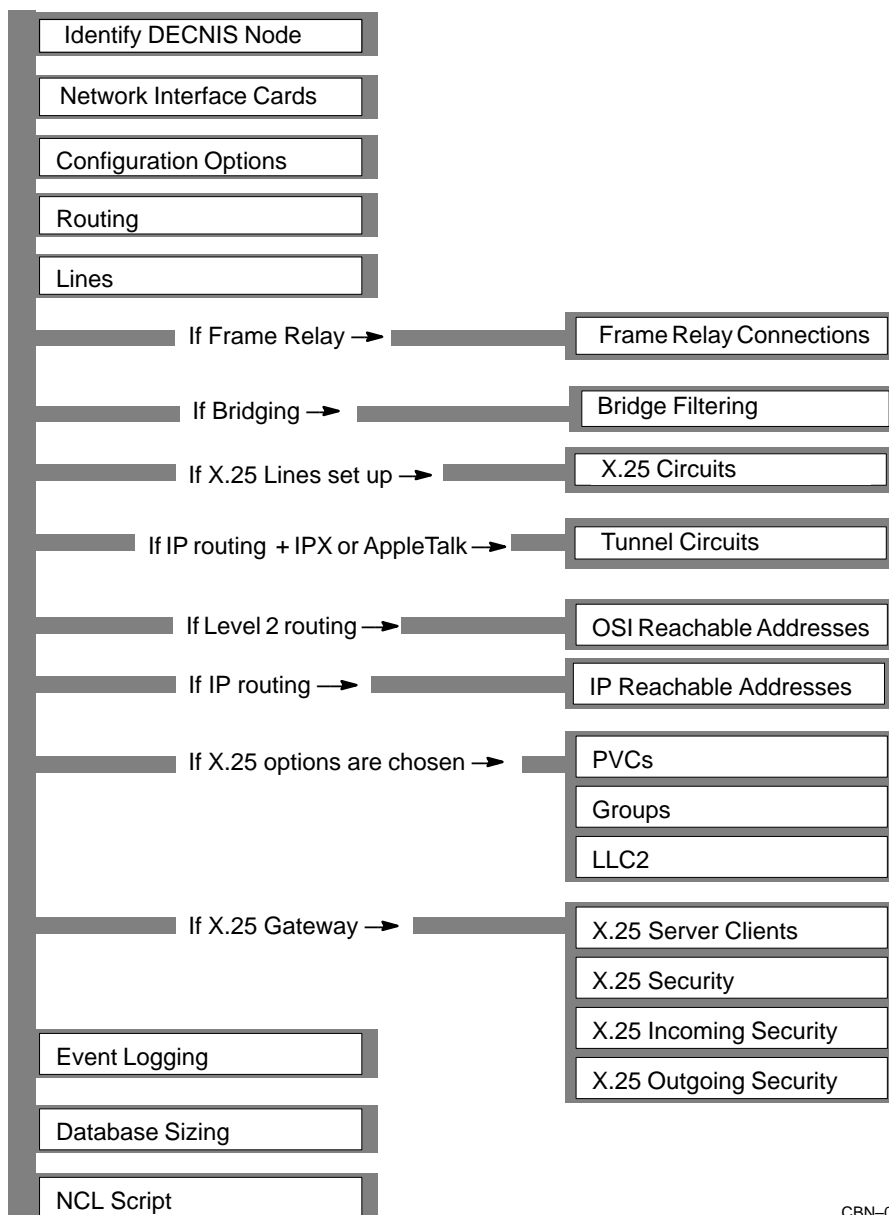 Identify DECNIS Node
Network Interface Cards
Configuration Options
Routing
Lines
If Frame Relay → Frame Relay Connections
If Bridging → Bridge Filtering
If X.25 Lines set up → X.25 Circuits
If IP routing + IPX or AppleTalk → Tunnel Circuits
If Level 2 routing → OSI Reachable Addresses
If IP routing → IP Reachable Addresses
If X.25 options are chosen → PVCs
Groups
LLC2
If X.25 Gateway → X.25 Server Clients
X.25 Security
X.25 Incoming Security
X.25 Outgoing Security
Event Logging
Database Sizing
NCL Script